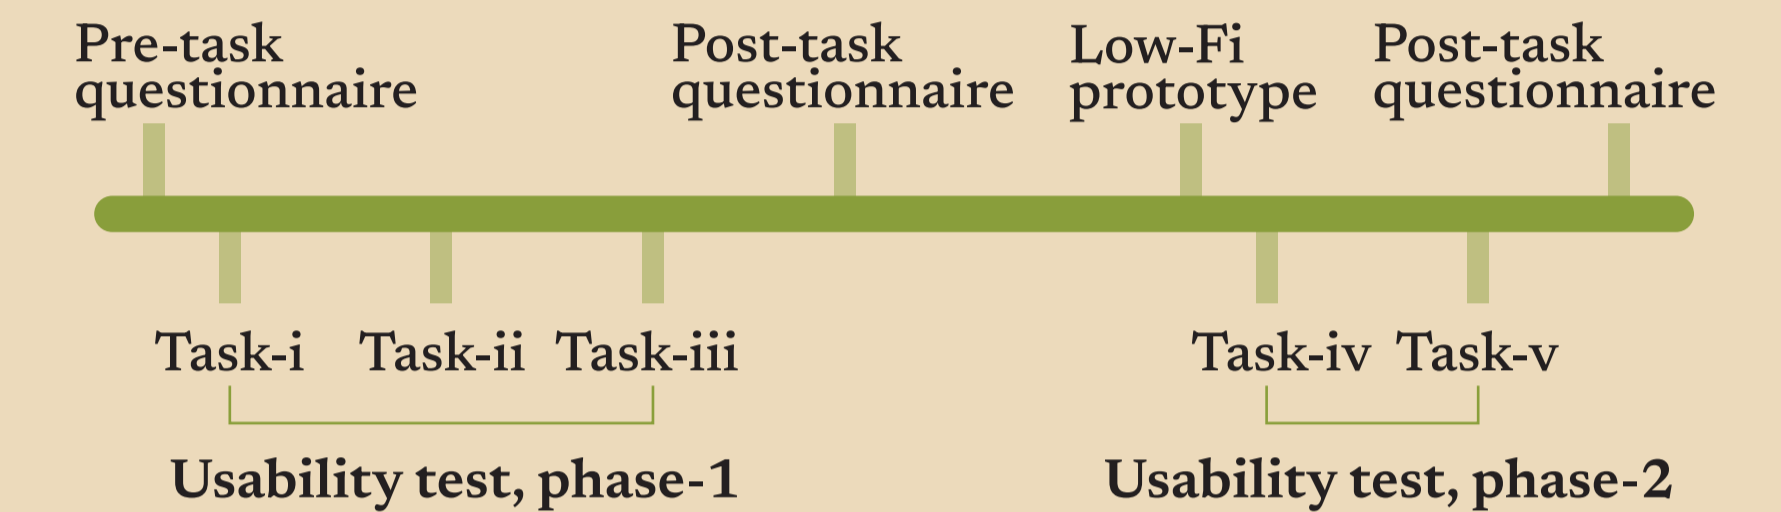 Pre-task
questionnaire
Post-task
questionnaire
Low-Fi
prototype
Post-task
questionnaire
Task-i
Task-ii
Task-iii
Task-iv
Task-v
Usability test, phase-1
Usability test, phase-2